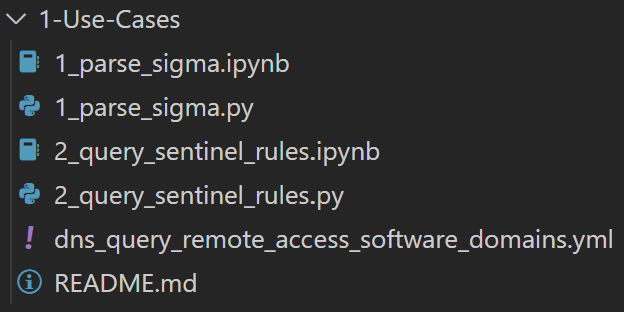 1-Use-Cases
1_parse_sigma.ipynb
1_parse_sigma.py
2_query_sentinel_rules.ipynb
2_query_sentinel_rules.py
dns_query_remote_access_software_domains.yml
README.md